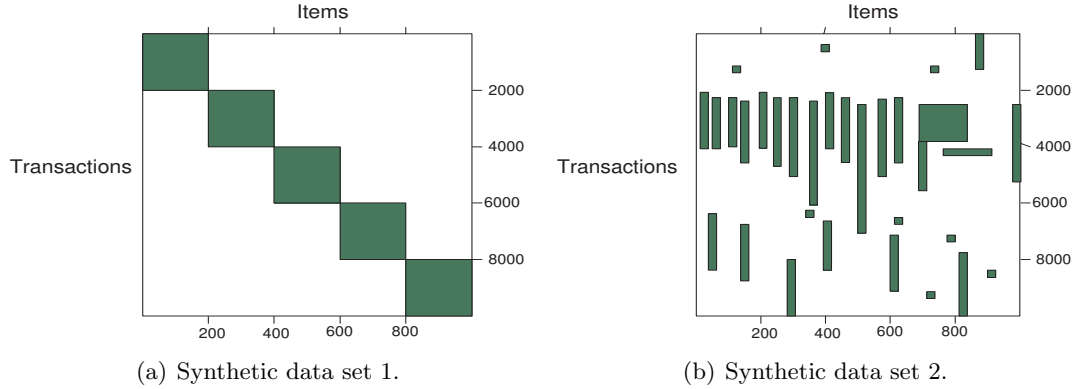 Items
Transactions
2000
4000
6000
8000
200 400 600 800
(a) Synthetic data set 1.
Items
Transactions
2000
4000
6000
8000
200 400 600 800
(b) Synthetic data set 2.